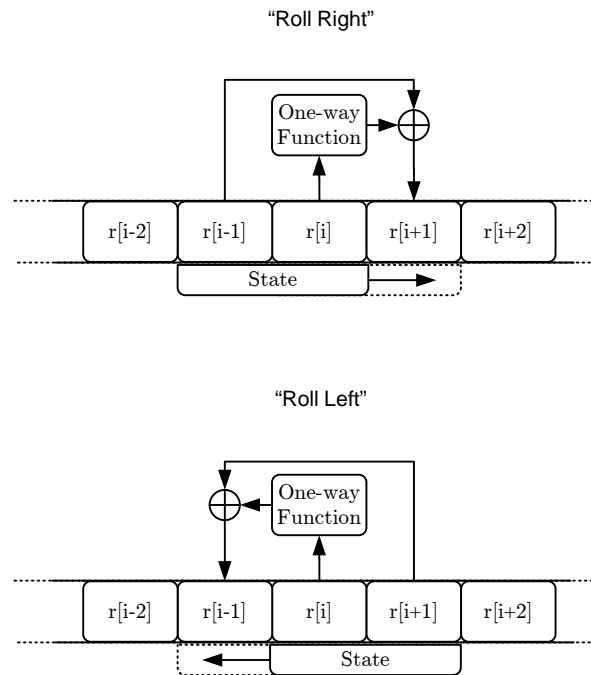 “Roll Right”
One-way
Function
r[i-2] r[i-1] r[i] r[i+1] r[i+2]
State
“Roll Left”
One-way
Function
r[i-2] r[i-1] r[i] r[i+1] r[i+2]
State